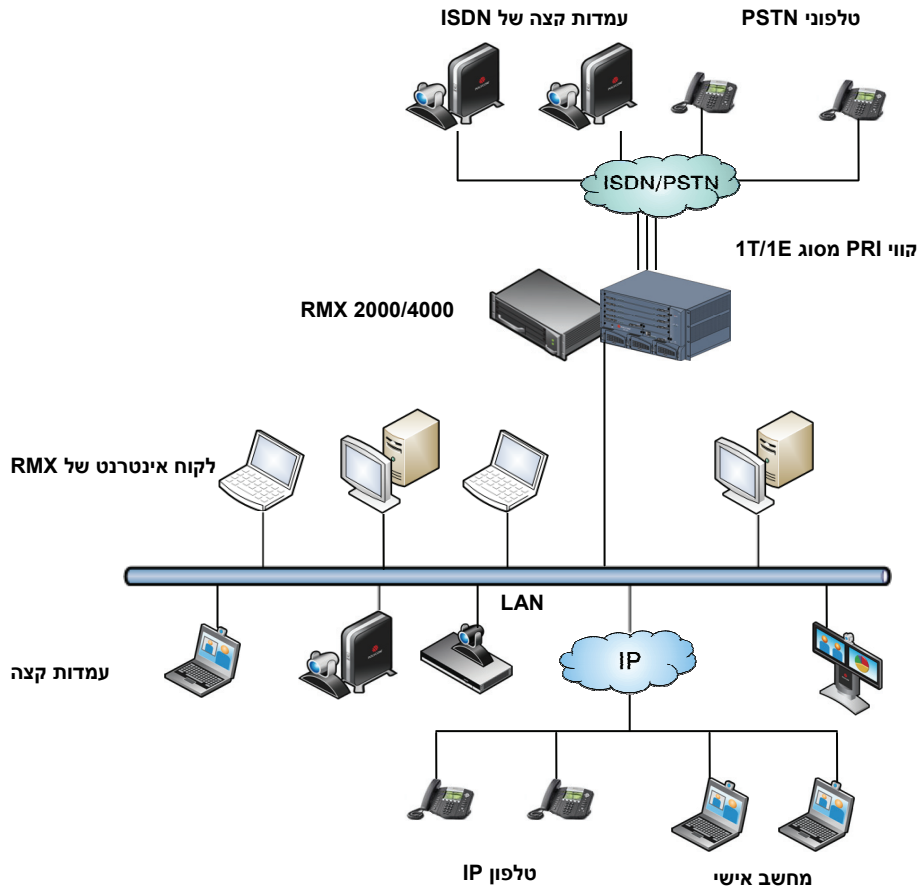 עמדות קצה של ISDN
טלפוני PSTN
ISDN/PSTN
קווי PRI מסוג 1T/1E
RMX 2000/4000
לקוח אינטרנט של RMX
LAN
עמדות קצה
IP
טלפון IP
מחשב אישי